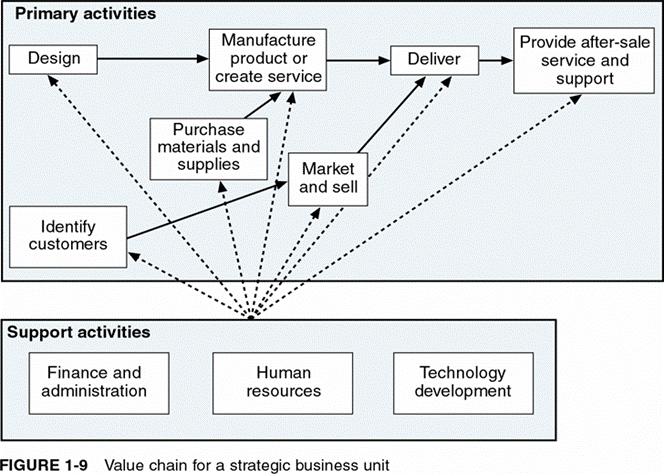 Primary activities
Design
Manufacture
product or
create service
Deliver
Provide after-sale
service and
support
Purchase
materials and
supplies
Market
and sell
Identify
customers
Support activities
Finance and
administration
Human
resources
Technology
development
FIGURE 1-9 Value chain for a strategic business unit